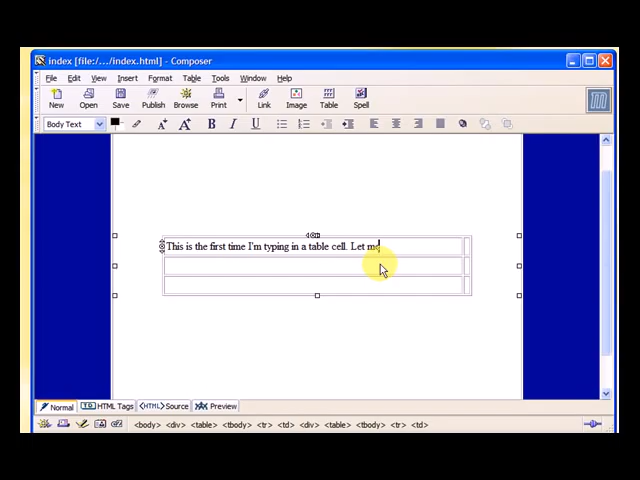 index [file:/.../index.html] - Composer
File Edit View Insert Format Table Tools Window Help
New Open Save Publish Browse Print Link Image Table Spell
Body Text A A B I U
This is the first time I'm typing in a table cell. Let me
Normal TD HTML Tags <HTML> Source Preview
<body> <div> <table> <tbody> <tr> <td> <div> <table> <tbody> <tr> <td>